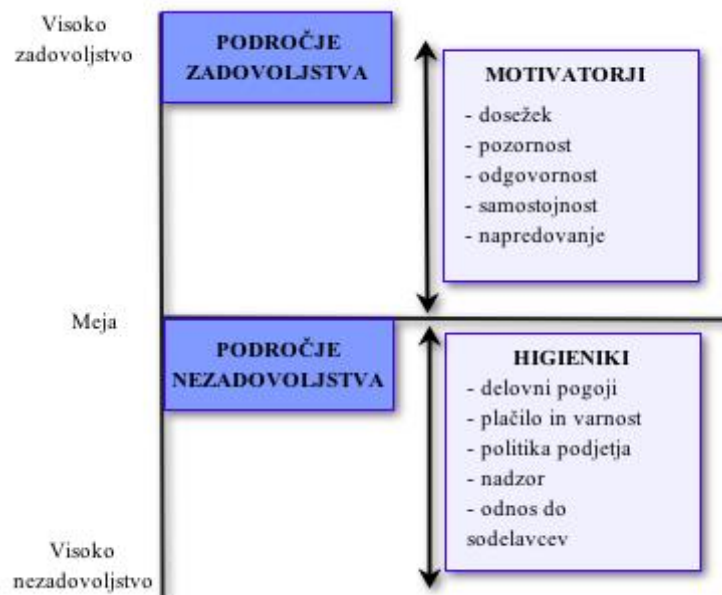 Visoko
zadovoljstvo
PODROČJE
ZADOVOLJSTVA
MOTIVATORJI
- dosežek
- pozornost
- odgovornost
- samostojnost
- napredovanje
Meja
PODROČJE
NEZADOVOLJSTVA
HIGIENIKI
- delovni pogoji
- plačilo in varnost
- politika podjetja
- nadzor
- odnos do
sodelavcev
Visoko
nezadovoljstvo